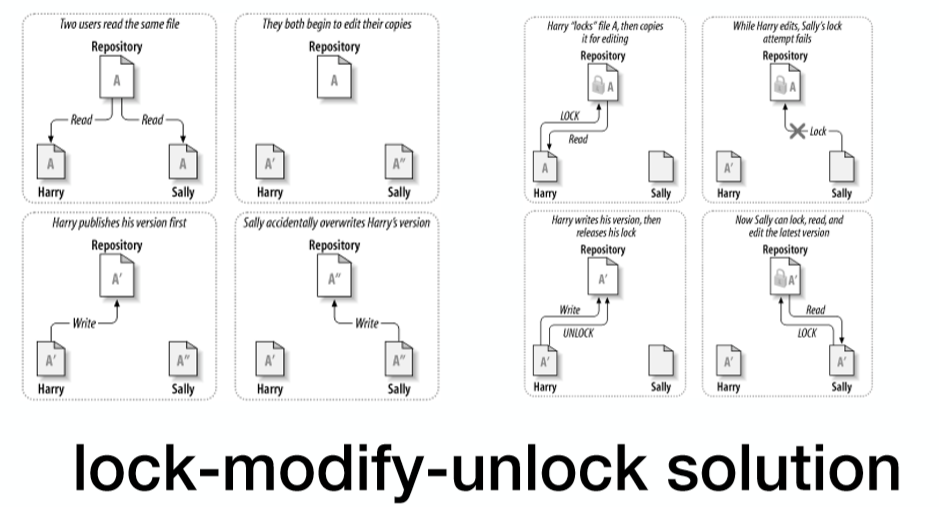 Two users read the same file
Repository
A
Read
Read
A
A
Harry
Sally
They both begin to edit their copies
Repository
A
A'
A"
Harry
Sally
Harry publishes his version first
Repository
A'
Write
A'
A"
Harry
Sally
Sally accidentally overwrites Harry's version
Repository
A"
Write
A'
A"
Harry
Sally
Harry "locks" file A, then copies
it for editing
Repository
A
LOCK
Read
A
Harry
Sally
While Harry edits, Sally's lock
attempt fails
Repository
A
Lock
A'
Harry
Sally
Harry writes his version, then
releases his lock
Repository
A'
Write
UNLOCK
A'
Harry
Sally
Now Sally can lock, read, and
edit the latest version
Repository
A'
Read
LOCK
A'
A'
Harry
Sally
lock-modify-unlock solution